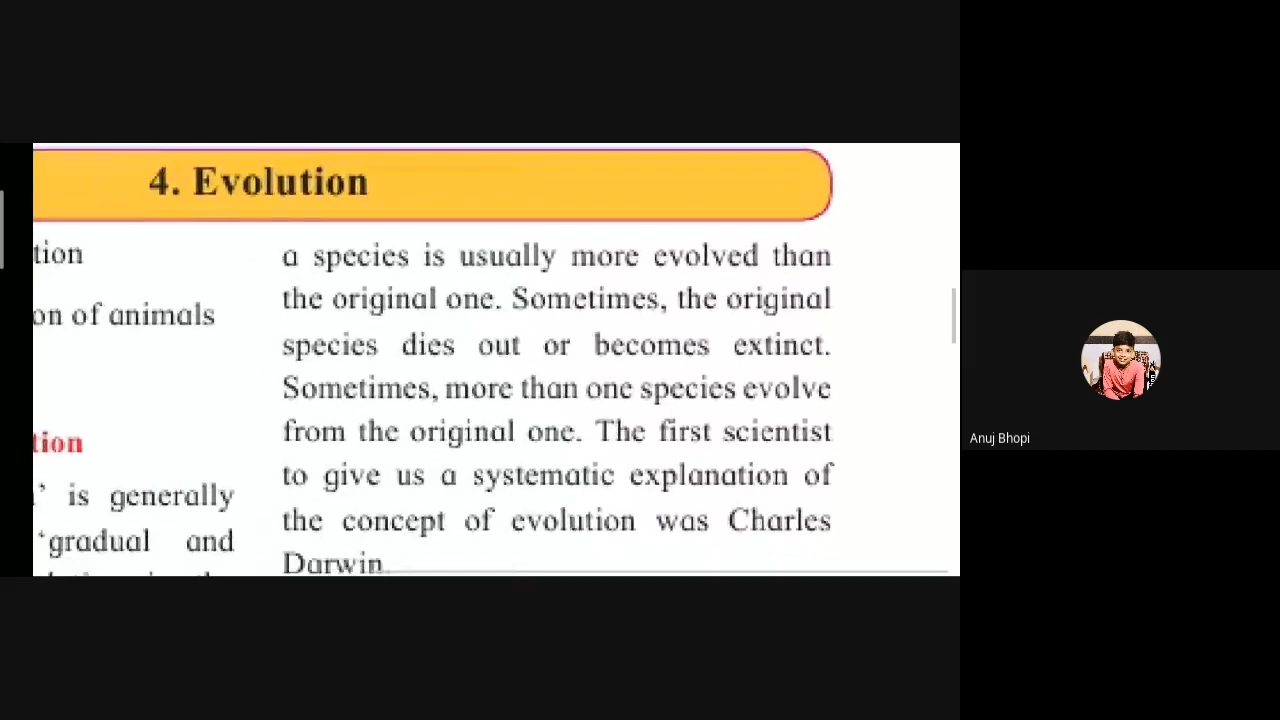 4. Evolution
tion
on of animals
tion
’ is generally
‘gradual and
a species is usually more evolved than
the original one. Sometimes, the original
species dies out or becomes extinct.
Sometimes, more than one species evolve
from the original one. The first scientist
to give us a systematic explanation of
the concept of evolution was Charles
Darwin.
Anuj Bhopi